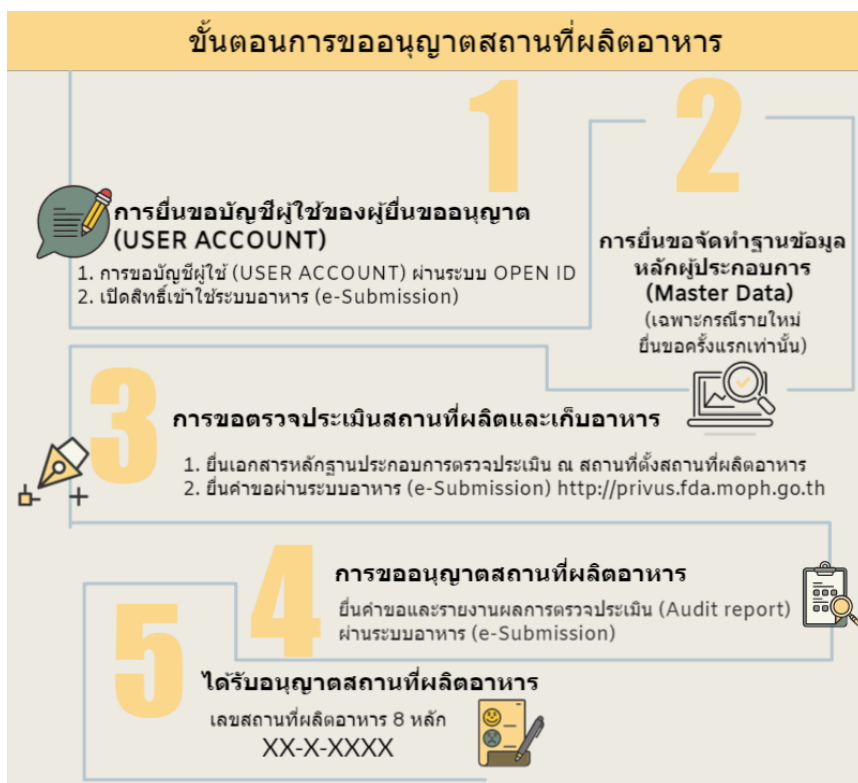 ขั้นตอนการขออนุญาตสถานที่ผลิตอาหาร
1
การยื่นขอบัญชีผู้ใช้ของผู้ยื่นขออนุญาต
(USER ACCOUNT)
1. การขอบัญชีผู้ใช้ (USER ACCOUNT) ผ่านระบบ OPEN ID
2. เปิดสิทธิ์เข้าใช้ระบบอาหาร (e-Submission)
2
การยื่นขอจัดทำฐานข้อมูล
หลักผู้ประกอบการ
(Master Data)
(เฉพาะกรณีรายใหม่
ยื่นขอครั้งแรกเท่านั้น)
3
การขอตรวจประเมินสถานที่ผลิตและเก็บอาหาร
1. ยื่นเอกสารหลักฐานประกอบการตรวจประเมิน ณ สถานที่ตั้งสถานที่ผลิตอาหาร
2. ยื่นคำขอผ่านระบบอาหาร (e-Submission) http://privus.fda.moph.go.th
4
การขออนุญาตสถานที่ผลิตอาหาร
ยื่นคำขอและรายงานผลการตรวจประเมิน (Audit report)
ผ่านระบบอาหาร (e-Submission)
5
ได้รับอนุญาตสถานที่ผลิตอาหาร
เลขสถานที่ผลิตอาหาร 8 หลัก
XX-X-XXXX